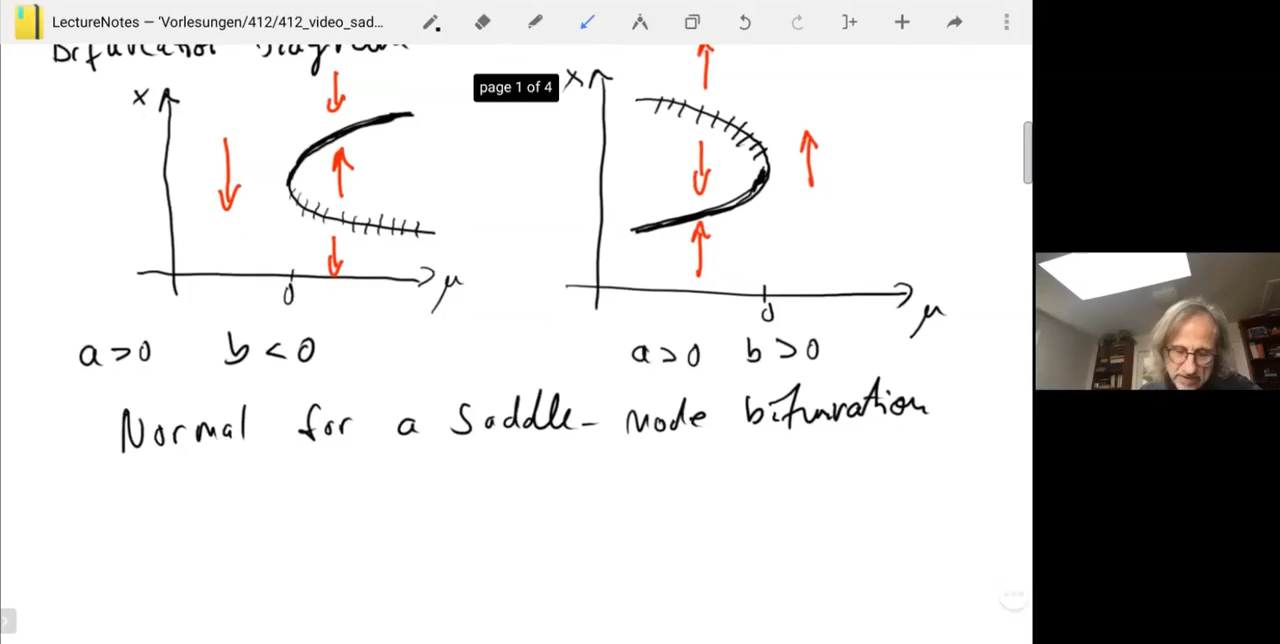 LectureNotes – ‘Vorlesungen/412/412_video_sad...
page 1 of 4
x
x
μ
μ
0
0
a > 0 b < 0
a > 0 b > 0
Normal for a saddle-node bifurcation